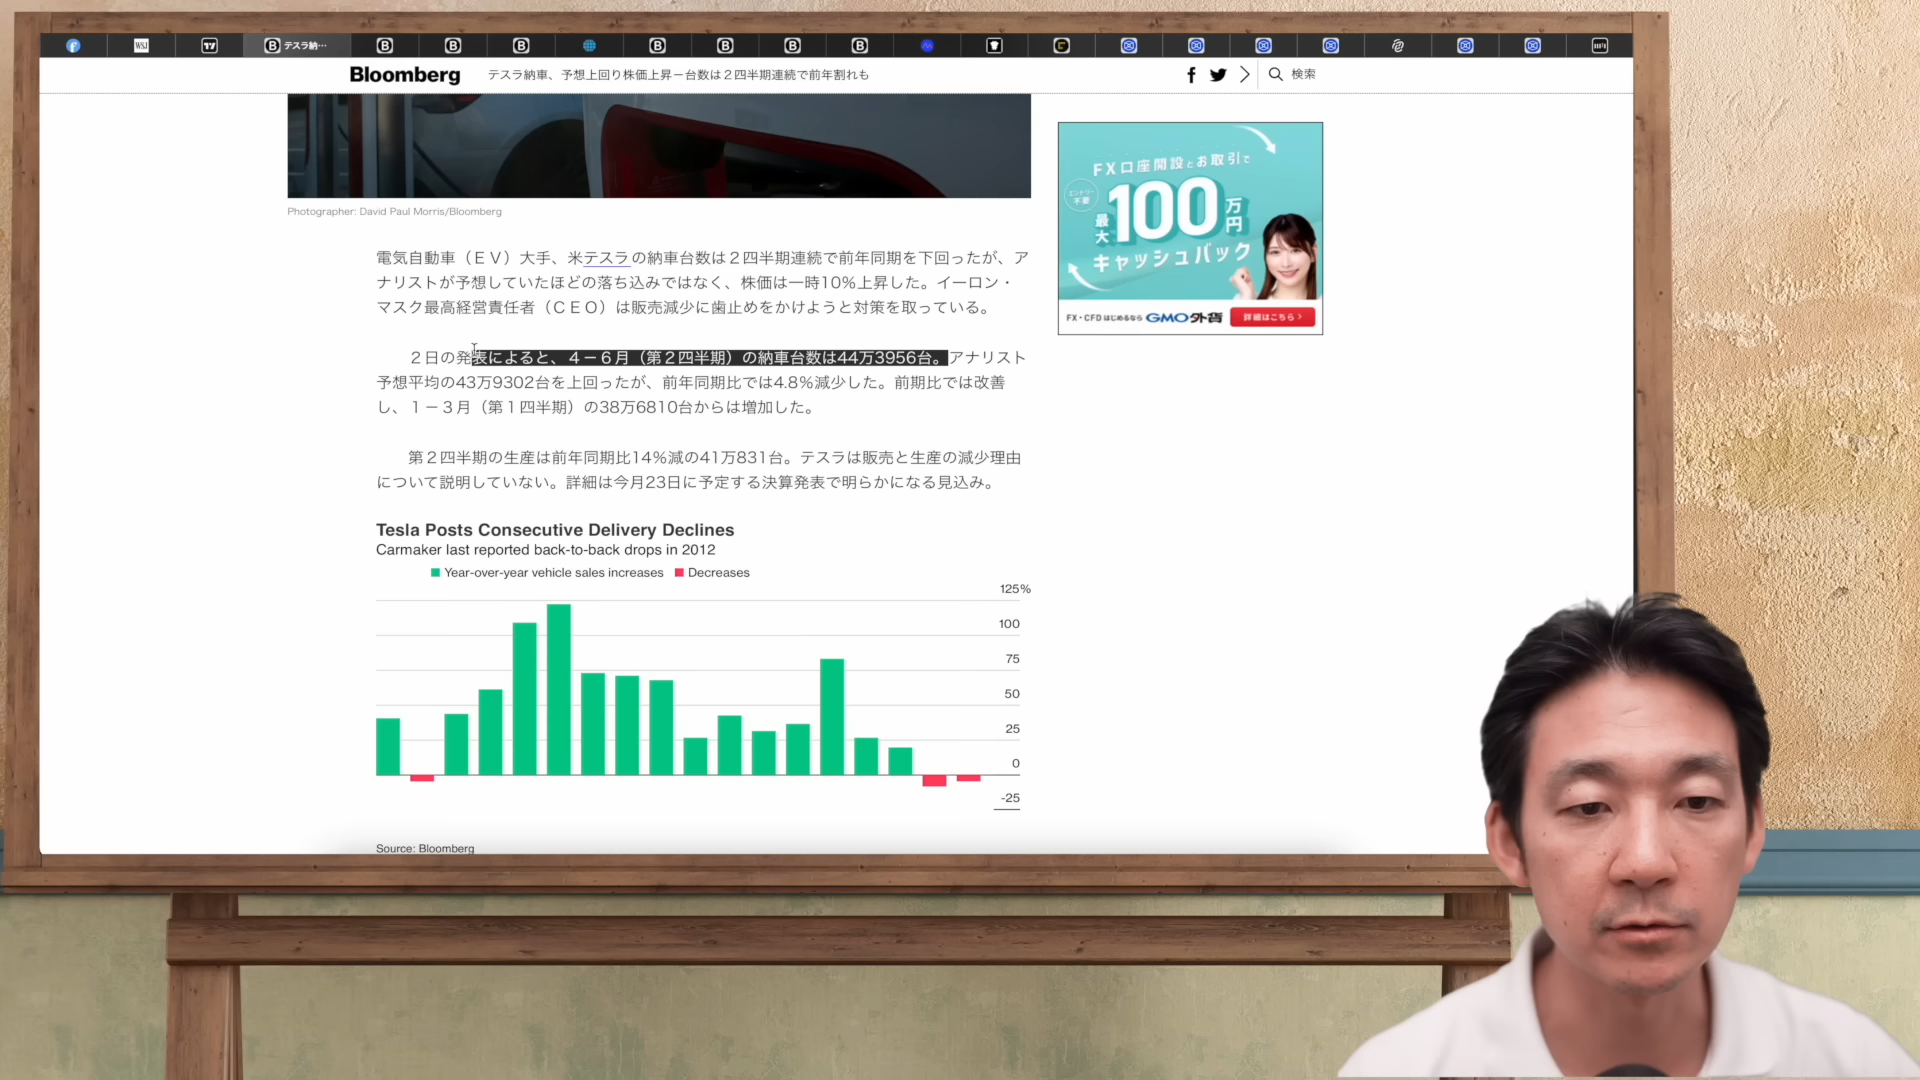 WSJ
テスラ納…
Bloomberg
テスラ納車、予想上回り株価上昇－台数は２四半期連続で前年割れも
検索
Photographer: David Paul Morris/Bloomberg
電気自動車（ＥＶ）大手、米テスラの納車台数は２四半期連続で前年同期を下回ったが、ア
ナリストが予想していたほどの落ち込みではなく、株価は一時10％上昇した。イーロン・
マスク最高経営責任者（ＣＥＯ）は販売減少に歯止めをかけようと対策を取っている。
２日の発表によると、４－６月（第２四半期）の納車台数は44万3956台。アナリスト
予想平均の43万9302台を上回ったが、前年同期比では4.8％減少した。前期比では改善
し、１－３月（第１四半期）の38万6810台からは増加した。
第２四半期の生産は前年同期比14％減の41万831台。テスラは販売と生産の減少理由
について説明していない。詳細は今月23日に予定する決算発表で明らかになる見込み。
Tesla Posts Consecutive Delivery Declines
Carmaker last reported back-to-back drops in 2012
Year-over-year vehicle sales increases
Decreases
125%
100
75
50
25
0
-25
Source: Bloomberg
FX口座開設とお取引で
エントリー
不要
最大
100万円
キャッシュバック
FX・CFDはじめるなら GMO外貨
詳細はこちら